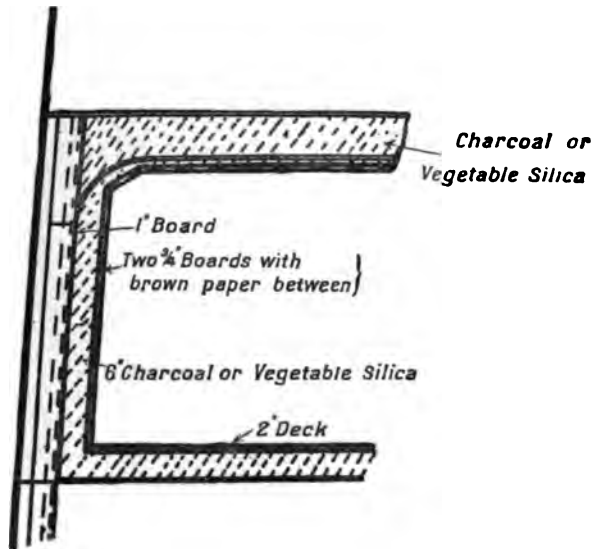 Charcoal or
Vegetable Silica
1" Board
Two 3/4" Boards with
brown paper between }
6" Charcoal or Vegetable Silica
2" Deck